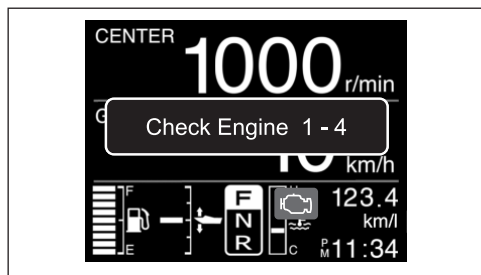 CENTER
1000 r/min
G
Check Engine 1 - 4
km/h
F
F
N
R
E
C
123.4
km/l
PM 11:34